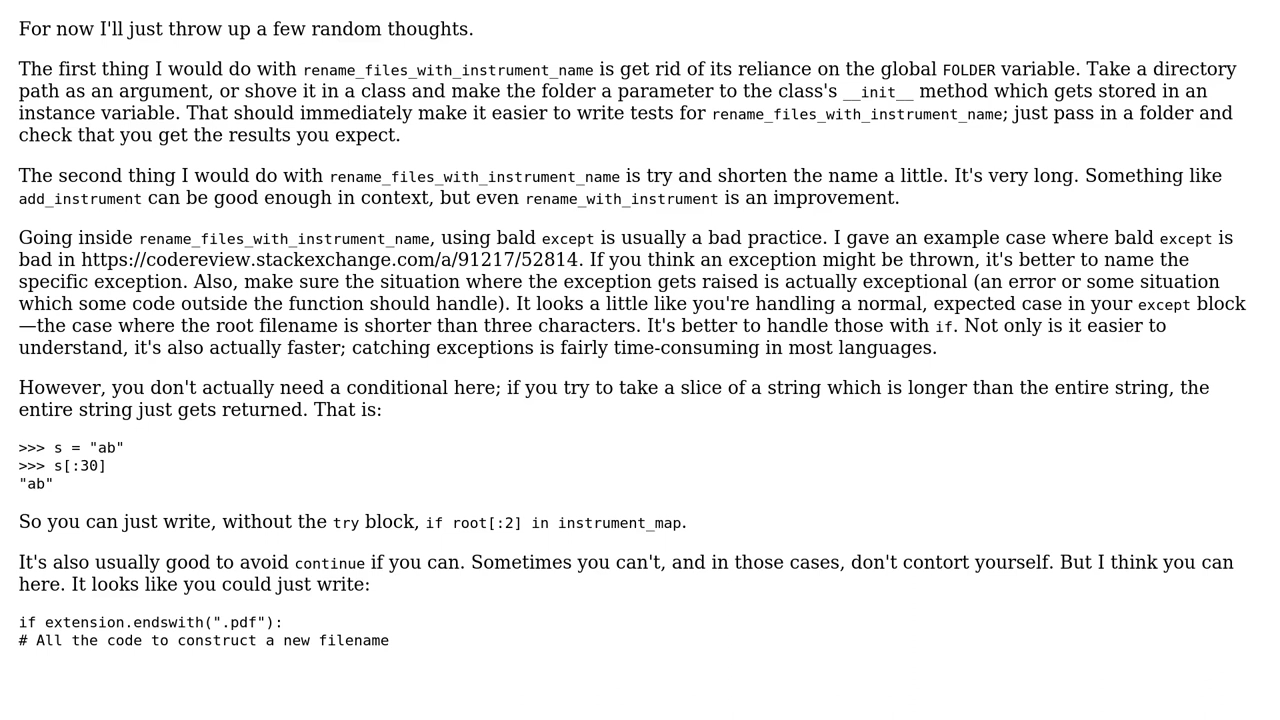 For now I'll just throw up a few random thoughts.
The first thing I would do with rename_files_with_instrument_name is get rid of its reliance on the global FOLDER variable. Take a directory
path as an argument, or shove it in a class and make the folder a parameter to the class's __init__ method which gets stored in an
instance variable. That should immediately make it easier to write tests for rename_files_with_instrument_name; just pass in a folder and
check that you get the results you expect.
The second thing I would do with rename_files_with_instrument_name is try and shorten the name a little. It's very long. Something like
add_instrument can be good enough in context, but even rename_with_instrument is an improvement.
Going inside rename_files_with_instrument_name, using bald except is usually a bad practice. I gave an example case where bald except is
bad in https://codereview.stackexchange.com/a/91217/52814. If you think an exception might be thrown, it's better to name the
specific exception. Also, make sure the situation where the exception gets raised is actually exceptional (an error or some situation
which some code outside the function should handle). It looks a little like you're handling a normal, expected case in your except block
—the case where the root filename is shorter than three characters. It's better to handle those with if. Not only is it easier to
understand, it's also actually faster; catching exceptions is fairly time-consuming in most languages.
However, you don't actually need a conditional here; if you try to take a slice of a string which is longer than the entire string, the
entire string just gets returned. That is:
>>> s = "ab"
>>> s[:30]
"ab"
So you can just write, without the try block, if root[:2] in instrument_map.
It's also usually good to avoid continue if you can. Sometimes you can't, and in those cases, don't contort yourself. But I think you can
here. It looks like you could just write:
if extension.endswith(".pdf"):
# All the code to construct a new filename